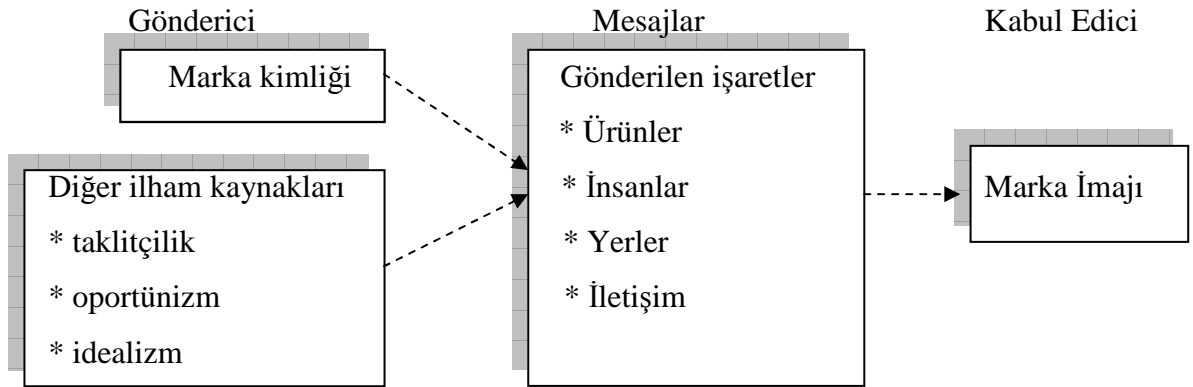 Gönderici
Mesajlar
Kabul Edici
Marka kimliği
Diğer ilham kaynakları
* taklitçilik
* oportünizm
* idealizm
Gönderilen işaretler
* Ürünler
* İnsanlar
* Yerler
* İletişim
Marka İmajı